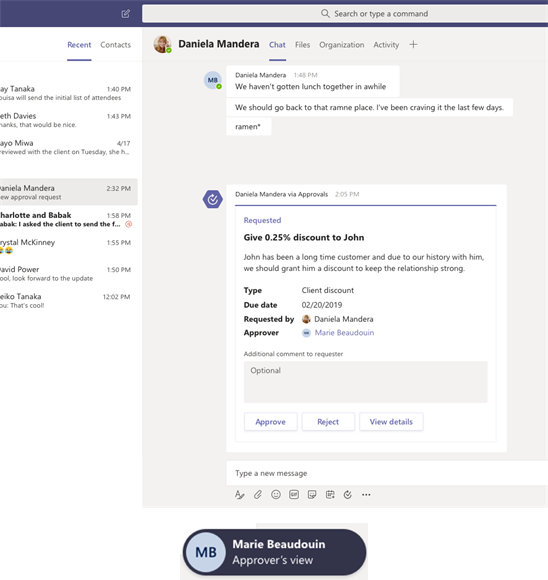 Search or type a command
Recent
Contacts
Daniela Mandera
Chat
Files
Organization
Activity
ay Tanaka
1:40 PM
ouisa will send the initial list of attendees
eth Davies
1:43 PM
hanks, that would be nice.
ayo Miwa
4/17
reviewed with the client on Tuesday, she h...
Daniela Mandera
2:32 PM
ew approval request
harlotte and Babak
1:58 PM
abak: I asked the client to send the f...
rystal McKinney
1:55 PM
David Power
1:50 PM
ool, look forward to the update
eiko Tanaka
12:02 PM
ou: That's cool!
MB
Daniela Mandera 1:48 PM
We haven't gotten lunch together in awhile
We should go back to that ramne place. I've been craving it the last few days.
ramen*
Daniela Mandera via Approvals 2:05 PM
Requested
Give 0.25% discount to John
John has been a long time customer and due to our history with him,
we should grant him a discount to keep the relationship strong.
Type Client discount
Due date 02/20/2019
Requested by Daniela Mandera
Approver MB Marie Beaudouin
Additional comment to requester
Optional
Approve
Reject
View details
Type a new message
GIF
MB
Marie Beaudouin
Approver's view